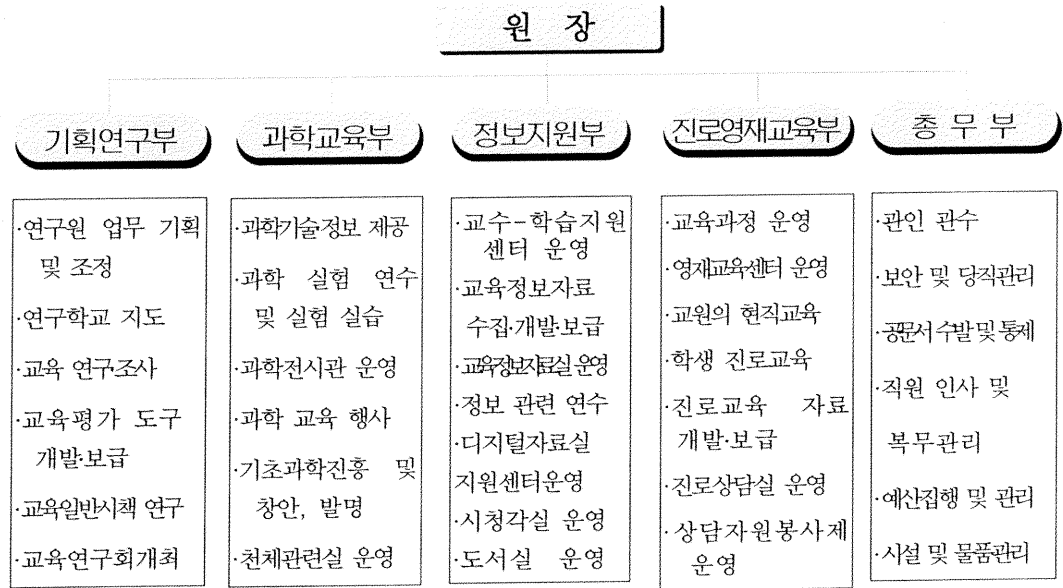 원 장
기획연구부
·연구원 업무 기획
및 조정
·연구학교 지도
·교육 연구·조사
·교육평가 도구
개발·보급
·교육일반시책 연구
·교육연구회개최
과학교육부
·과학기술·정보 제공
·과학 실험 연수
및 실험 실습
·과학전시관 운영
·과학 교육 행사
·기초과학진흥 및
창안, 발명
·천체관련실 운영
정보지원부
·교수-학습지원
센터 운영
·교육정보자료
수집·개발·보급
·교육정보자료실 운영
·정보 관련 연수
·디지털자료실
지원센터운영
·시청각실 운영
·도서실 운영
진로영재교육부
·교육과정 운영
·영재교육센터 운영
·교원의 현직교육
·학생 진로교육
·진로교육 자료
개발·보급
·진로상담실 운영
·상담자원봉사제
운영
총 무 부
·관인 관수
·보안 및 당직관리
·공문서 수발 및 통제
·직원 인사 및
복무관리
·예산집행 및 관리
·시설 및 물품관리